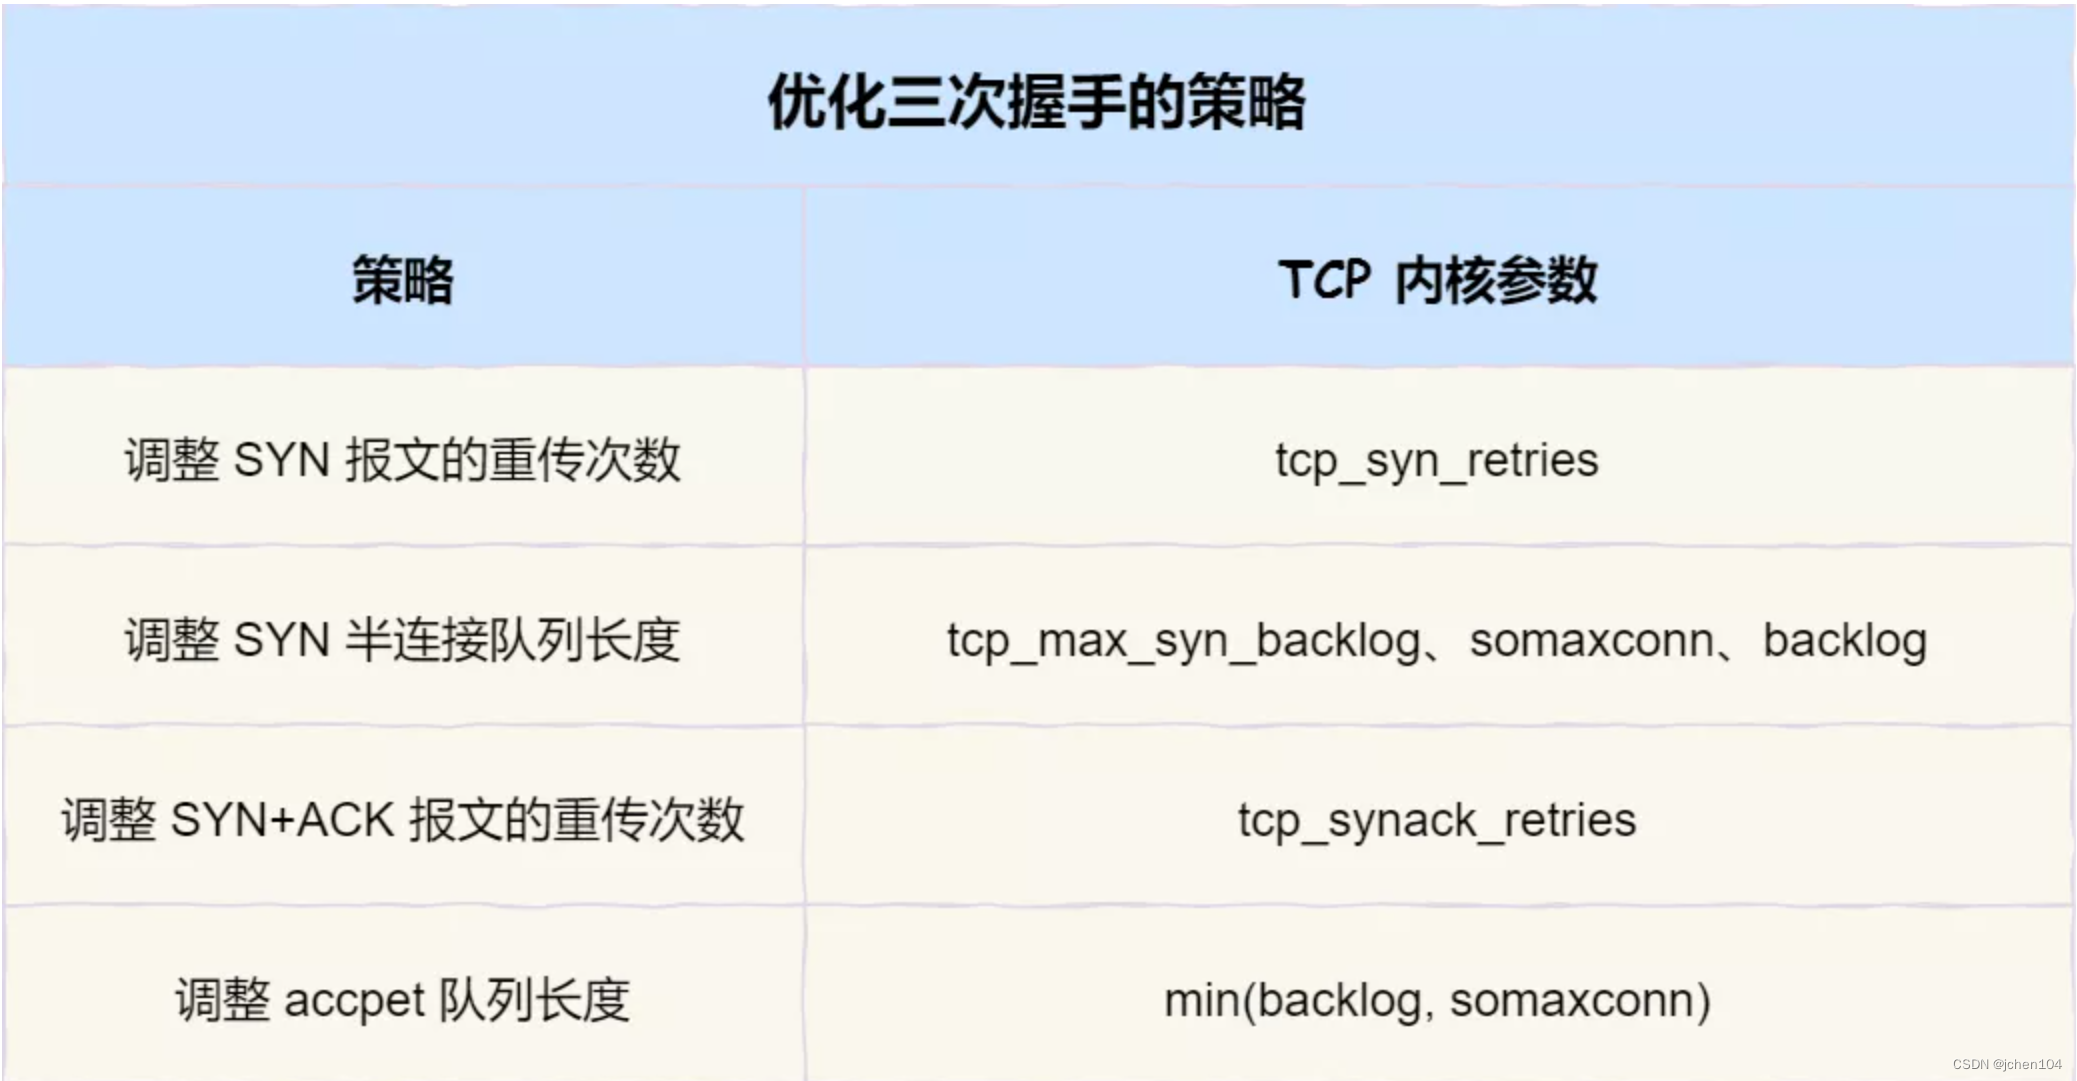 优化三次握手的策略
策略 TCP 内核参数
调整 SYN 报文的重传次数 tcp_syn_retries
调整 SYN 半连接队列长度 tcp_max_syn_backlog、somaxconn、backlog
调整 SYN+ACK 报文的重传次数 tcp_synack_retries
调整 accpet 队列长度 min(backlog, somaxconn)
CSDN @jchen104